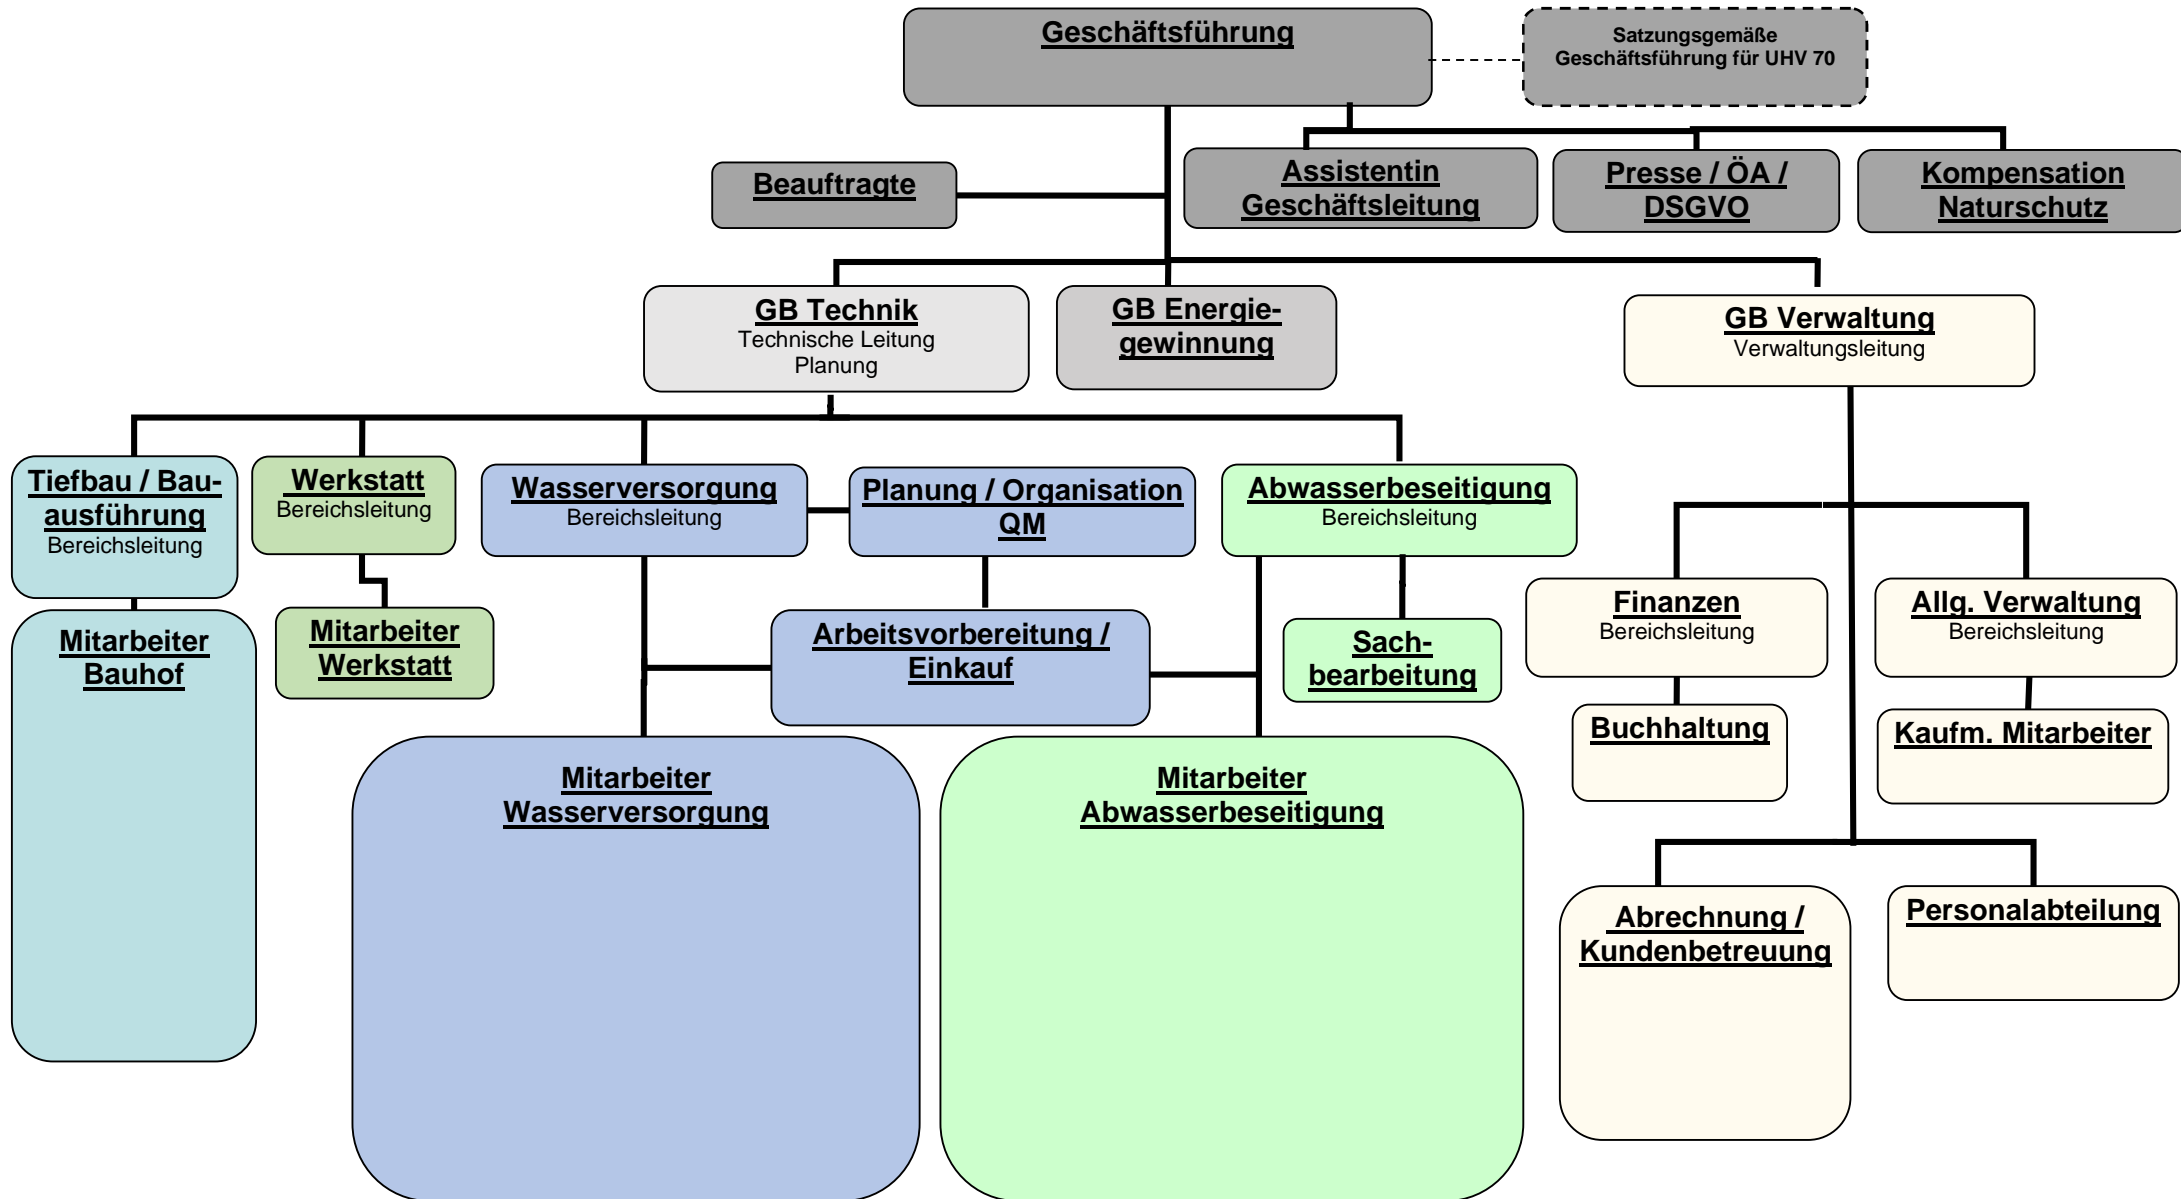 Geschäftsführung
Satzungsgemäße
Geschäftsführung für UHV 70
Beauftragte
Assistentin
Geschäftsleitung
Presse / ÖA /
DSGVO
Kompensation
Naturschutz
GB Technik
Technische Leitung
Planung
GB Energie-
gewinnung
GB Verwaltung
Verwaltungsleitung
Tiefbau / Bau-
ausführung
Bereichsleitung
Werkstatt
Bereichsleitung
Wasserversorgung
Bereichsleitung
Planung / Organisation
QM
Abwasserbeseitigung
Bereichsleitung
Finanzen
Bereichsleitung
Allg. Verwaltung
Bereichsleitung
Mitarbeiter
Bauhof
Mitarbeiter
Werkstatt
Arbeitsvorbereitung /
Einkauf
Sach-
bearbeitung
Buchhaltung
Kaufm. Mitarbeiter
Mitarbeiter
Wasserversorgung
Mitarbeiter
Abwasserbeseitigung
Abrechnung /
Kundenbetreuung
Personalabteilung